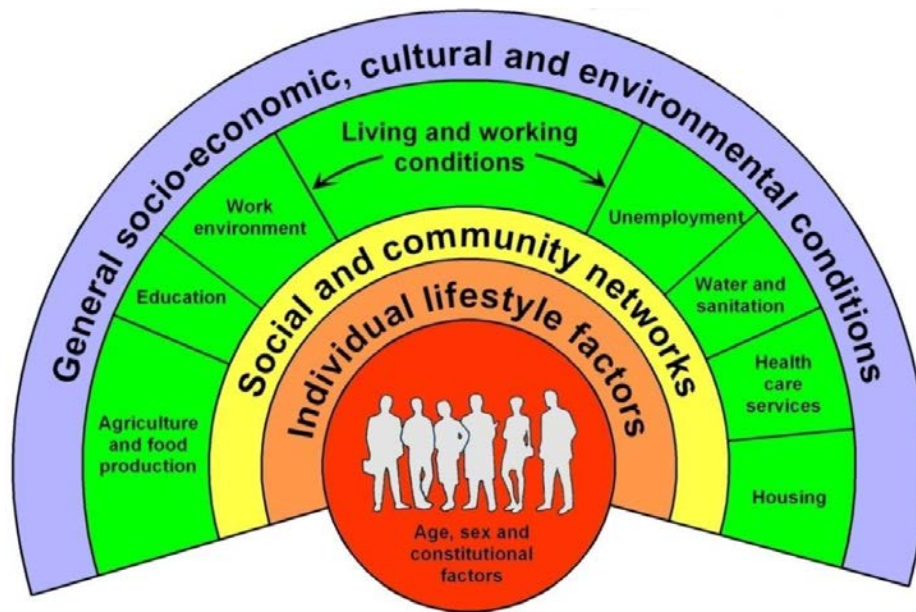 General socio-economic, cultural and environmental conditions
Living and working
conditions
Work
environment
Unemployment
Education
Water and
sanitation
Agriculture
and food
production
Health
care
services
Housing
Social and community networks
Individual lifestyle factors
Age, sex and
constitutional
factors